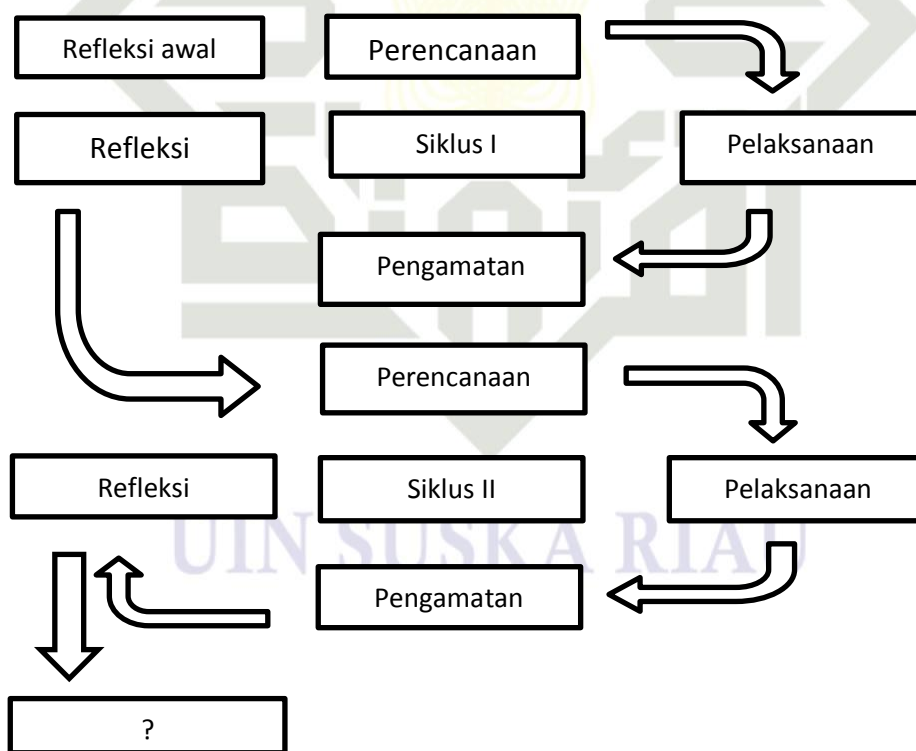 Refleksi awal
Perencanaan
Refleksi
Siklus I
Pelaksanaan
Pengamatan
Perencanaan
Refleksi
Siklus II
Pelaksanaan
UIN SUSKA RIAU
Pengamatan
?